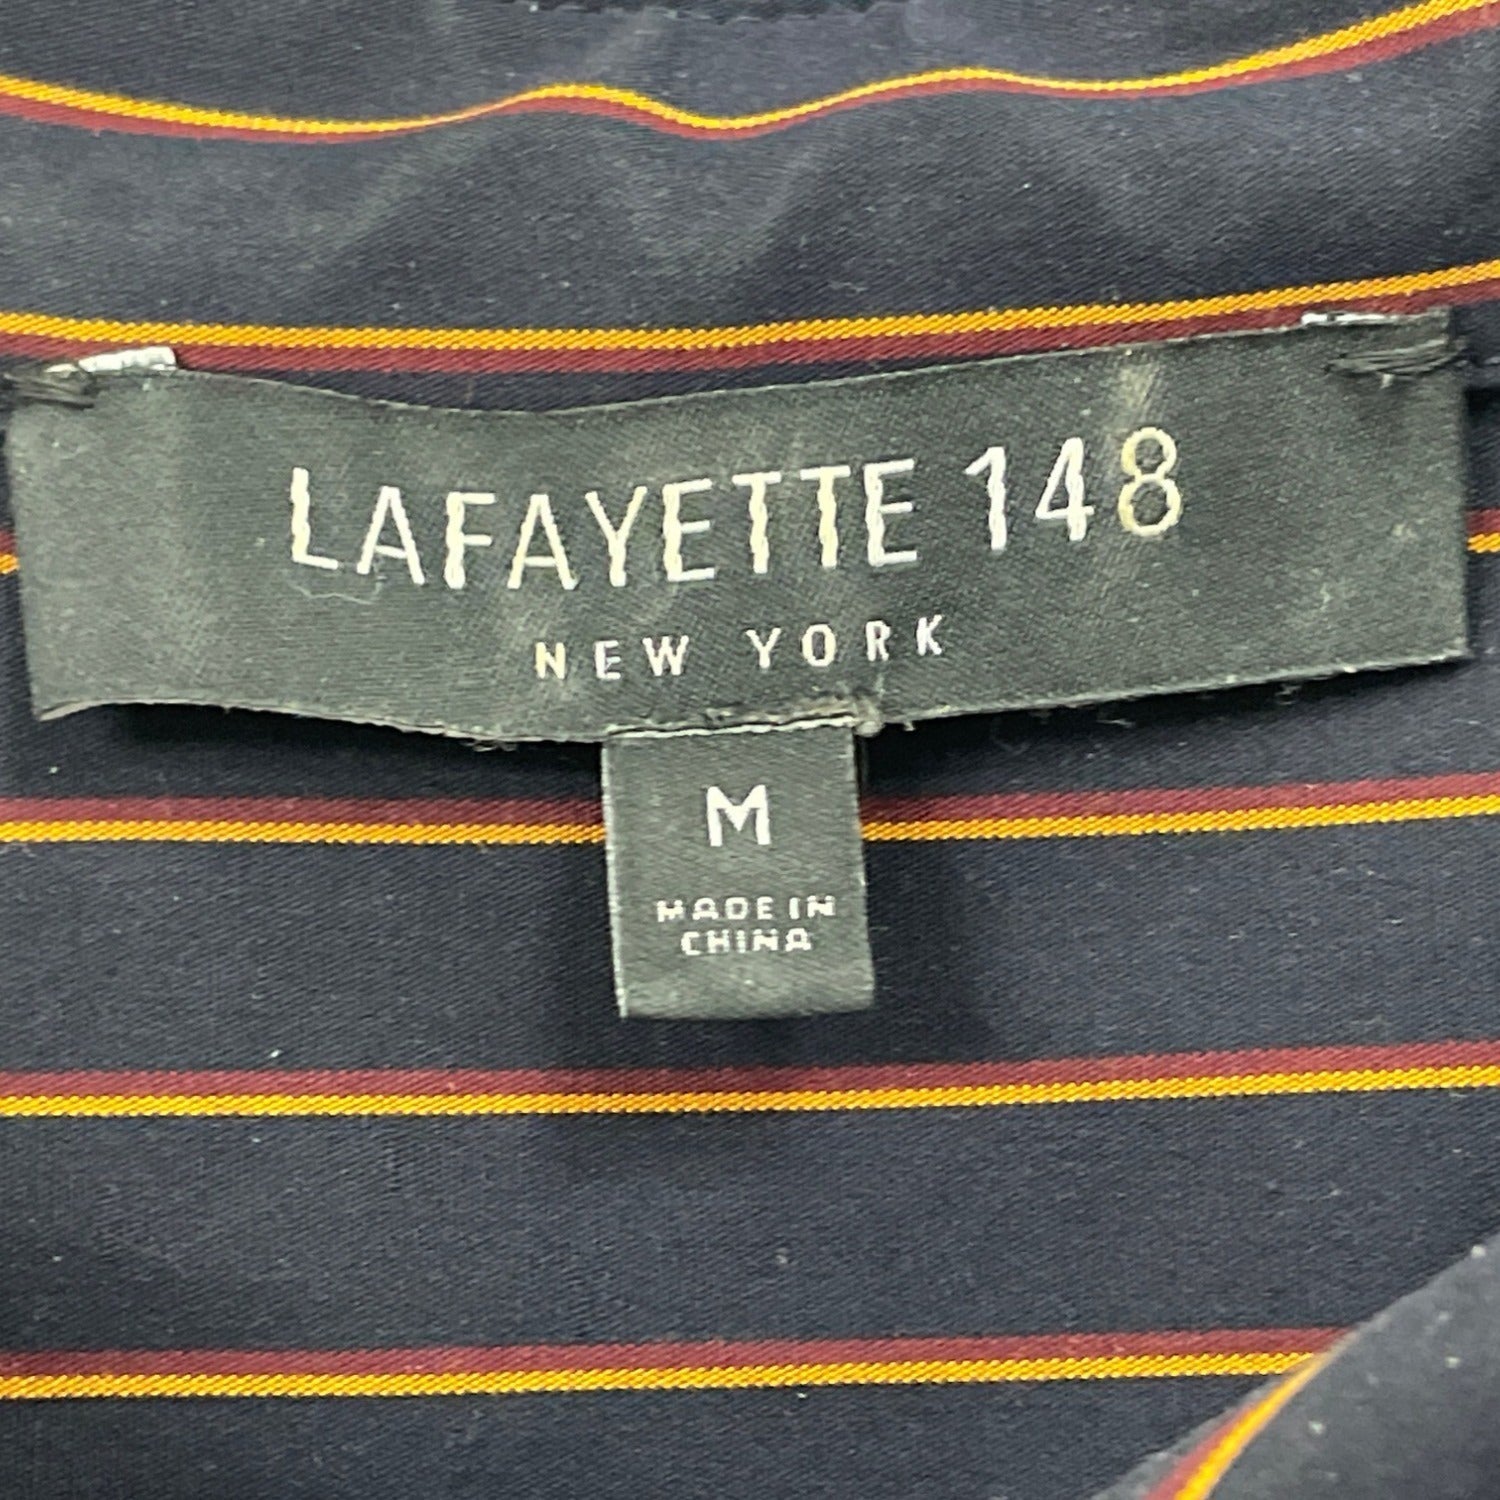 LAFAYETTE 148
NEW YORK
M
MADE IN
CHINA